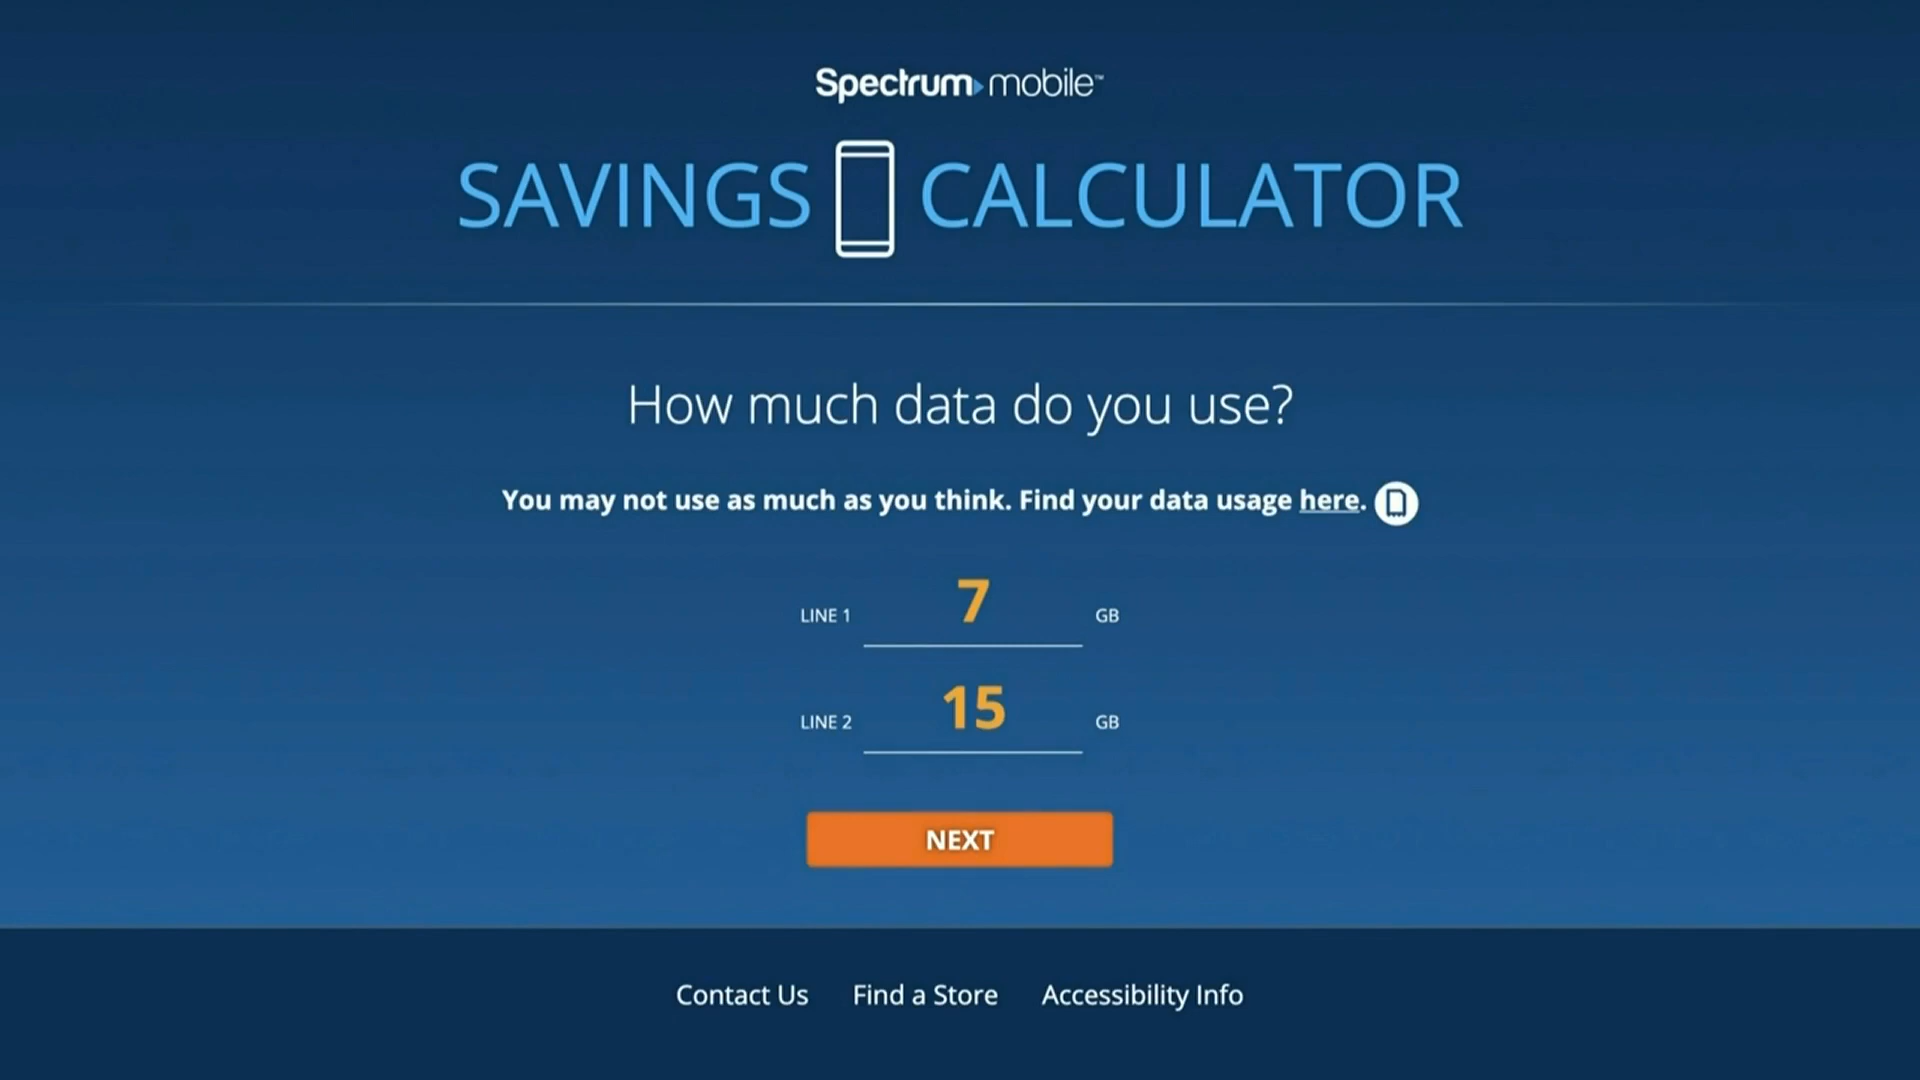 Spectrum mobile™
SAVINGS CALCULATOR
How much data do you use?
You may not use as much as you think. Find your data usage here.
LINE 1 7 GB
LINE 2 15 GB
NEXT
Contact Us Find a Store Accessibility Info